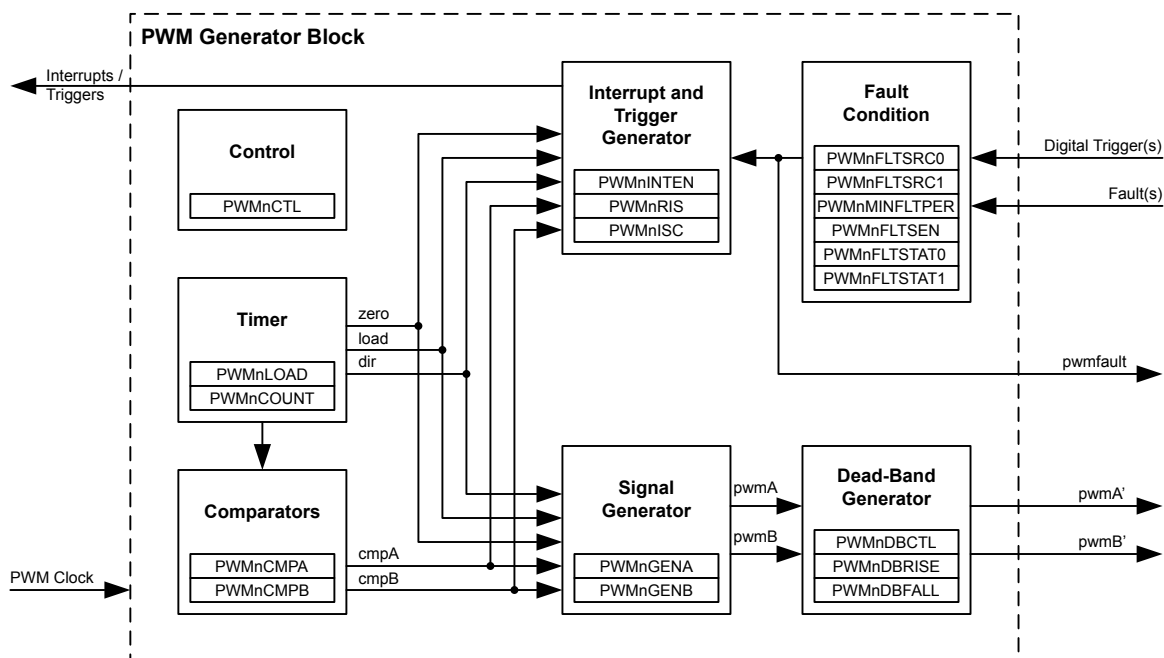 PWM Generator Block
Interrupts /
Triggers
Control
PWMnCTL
Interrupt and
Trigger
Generator
PWMnINTEN
PWMnRIS
PWMnISC
Fault
Condition
PWMnFLTSRC0
PWMnFLTSRC1
PWMnMINFLTPER
PWMnFLTSEN
PWMnFLTSTAT0
PWMnFLTSTAT1
Digital Trigger(s)
Fault(s)
Timer
PWMnLOAD
PWMnCOUNT
zero
load
dir
pwmfault
Comparators
PWMnCMPA
PWMnCMPB
cmpA
cmpB
Signal
Generator
PWMnGENA
PWMnGENB
pwmA
pwmB
Dead-Band
Generator
PWMnDBCTL
PWMnDBRISE
PWMnDBFALL
pwmA’
pwmB’
PWM Clock